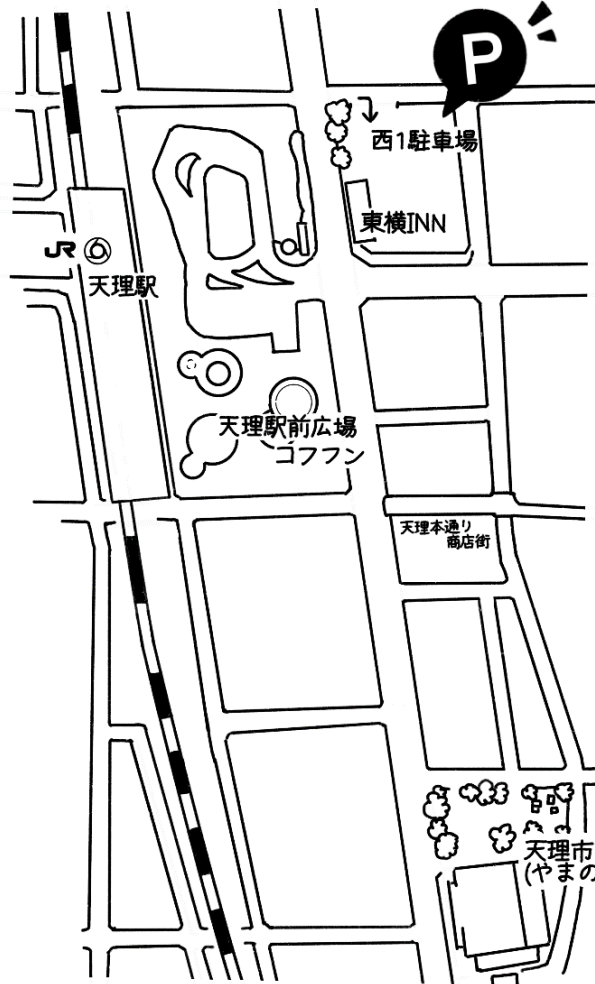 P
西1駐車場
東横INN
JR
天理駅
天理駅前広場
コフフン
天理本通り
商店街
天理市
(やまの